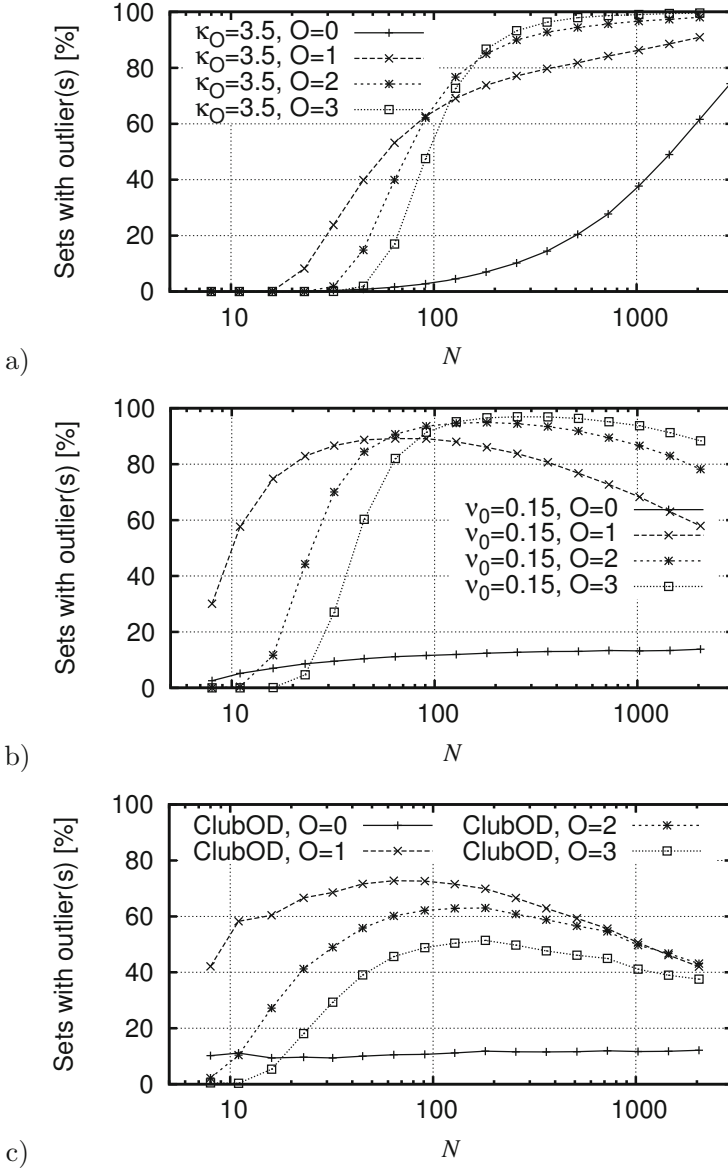 100
80
60
40
20
0
Sets with outlier(s) [%]
κO=3.5, O=0
κO=3.5, O=1
κO=3.5, O=2
κO=3.5, O=3
10
100
1000
N
a)
100
80
60
40
20
0
Sets with outlier(s) [%]
ν0=0.15, O=0
ν0=0.15, O=1
ν0=0.15, O=2
ν0=0.15, O=3
10
100
1000
N
b)
100
80
60
40
20
0
Sets with outlier(s) [%]
ClubOD, O=0
ClubOD, O=1
ClubOD, O=2
ClubOD, O=3
10
100
1000
N
c)